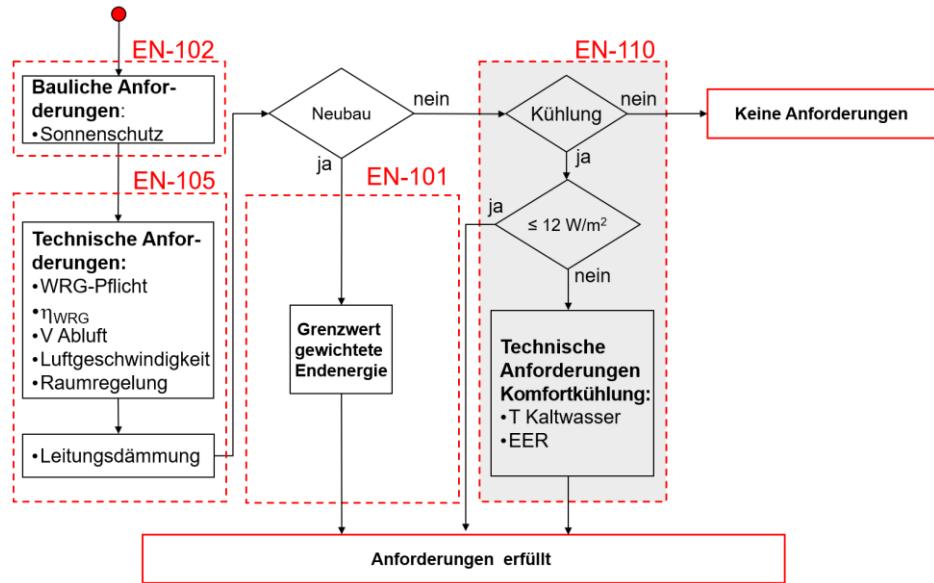 EN-102
Bauliche Anfor-
derungen:
•Sonnenschutz
EN-105
Technische Anfor-
derungen:
•WRG-Pflicht
•ηWRG
•V Abluft
•Luftgeschwindigkeit
•Raumregelung
•Leitungsdämmung
Neubau
nein
ja
EN-101
Grenzwert
gewichtete
Endenergie
EN-110
Kühlung
nein
ja
≤ 12 W/m²
ja
nein
Technische
Anforderungen
Komfortkühlung:
•T Kaltwasser
•EER
Keine Anforderungen
Anforderungen erfüllt